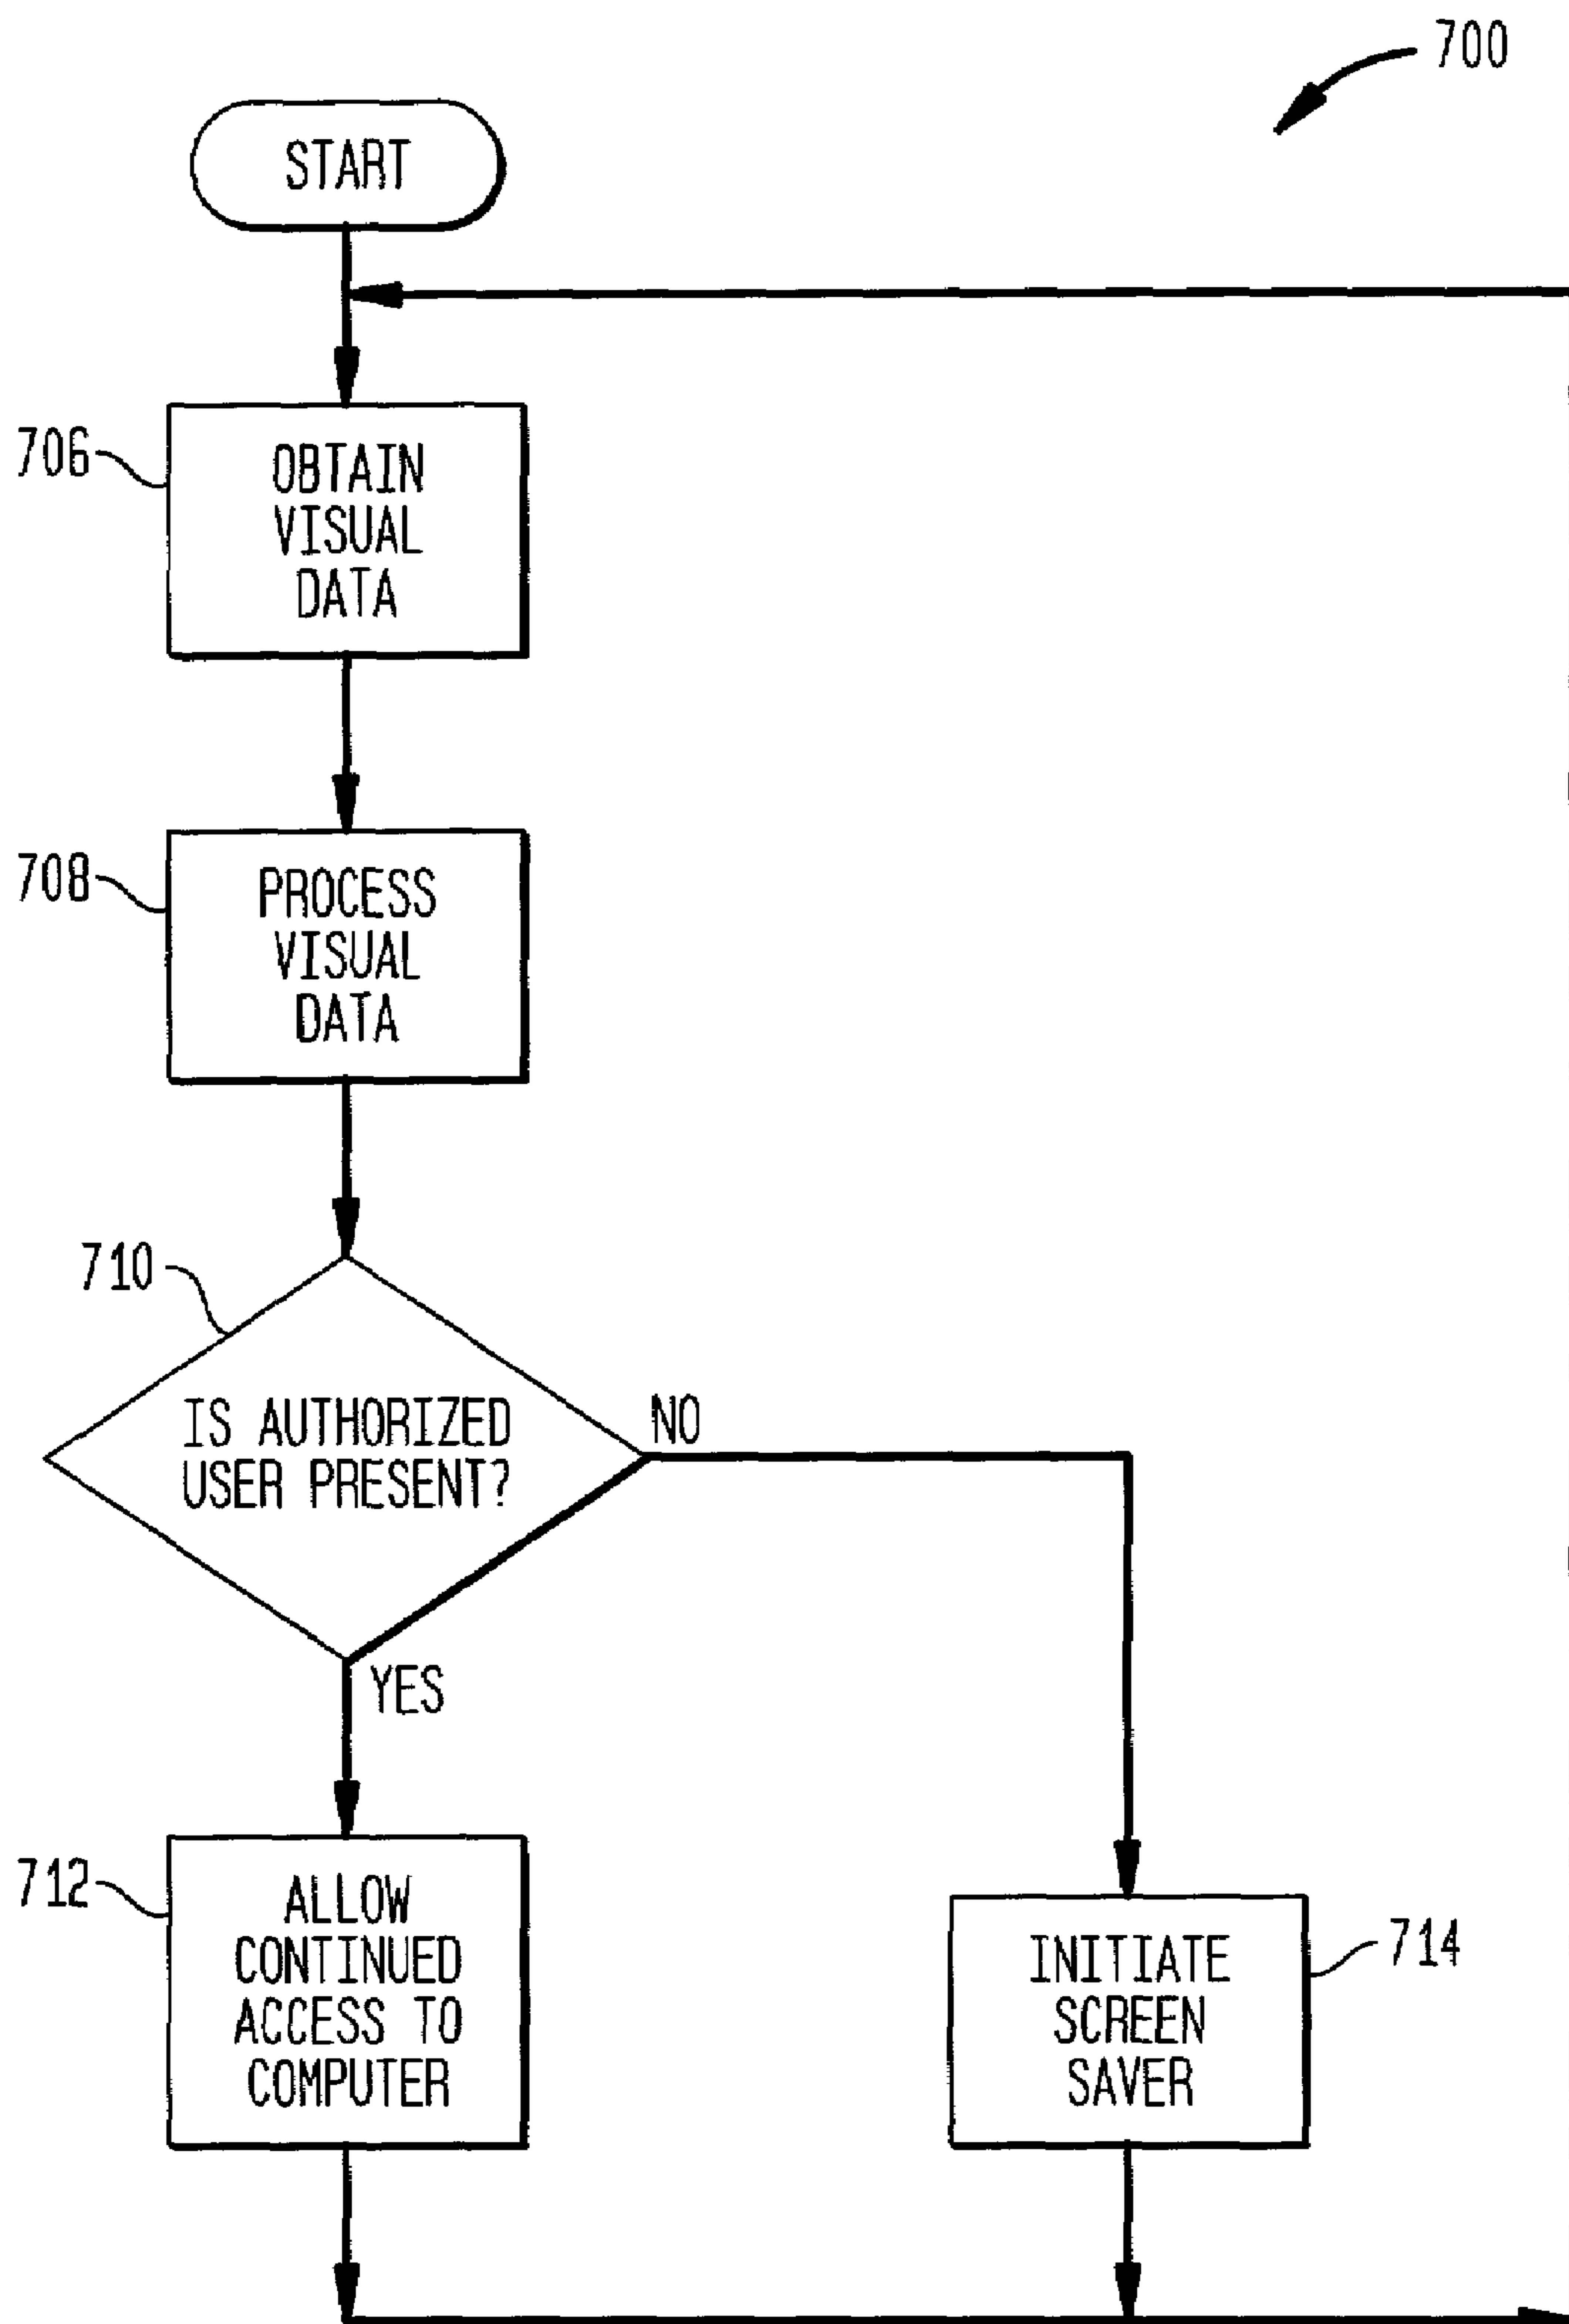 700
START
706
OBTAIN
VISUAL
DATA
708
PROCESS
VISUAL
DATA
710
IS AUTHORIZED
USER PRESENT?
NO
YES
712
ALLOW
CONTINUED
ACCESS TO
COMPUTER
INITIATE
SCREEN
SAVER
714